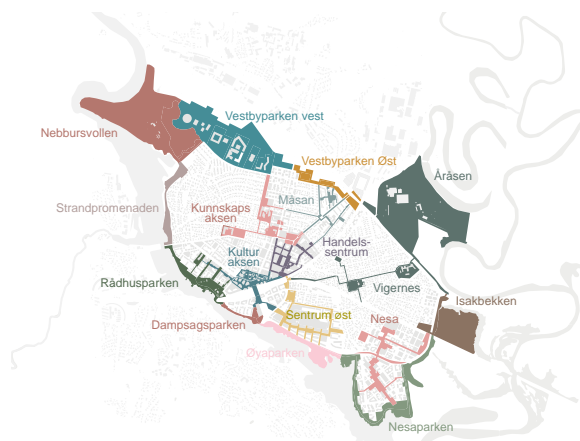 Vestbyparken vest
Nebbursvollen
Vestbyparken Øst
Åråsen
Måsan
Strandpromenaden
Kunnskaps
aksen
Handels-
sentrum
Kultur
aksen
Rådhusparken
Vigernes
Isakbekken
Dampsagsparken
Sentrum øst
Nesa
Øyaparken
Nesaparken